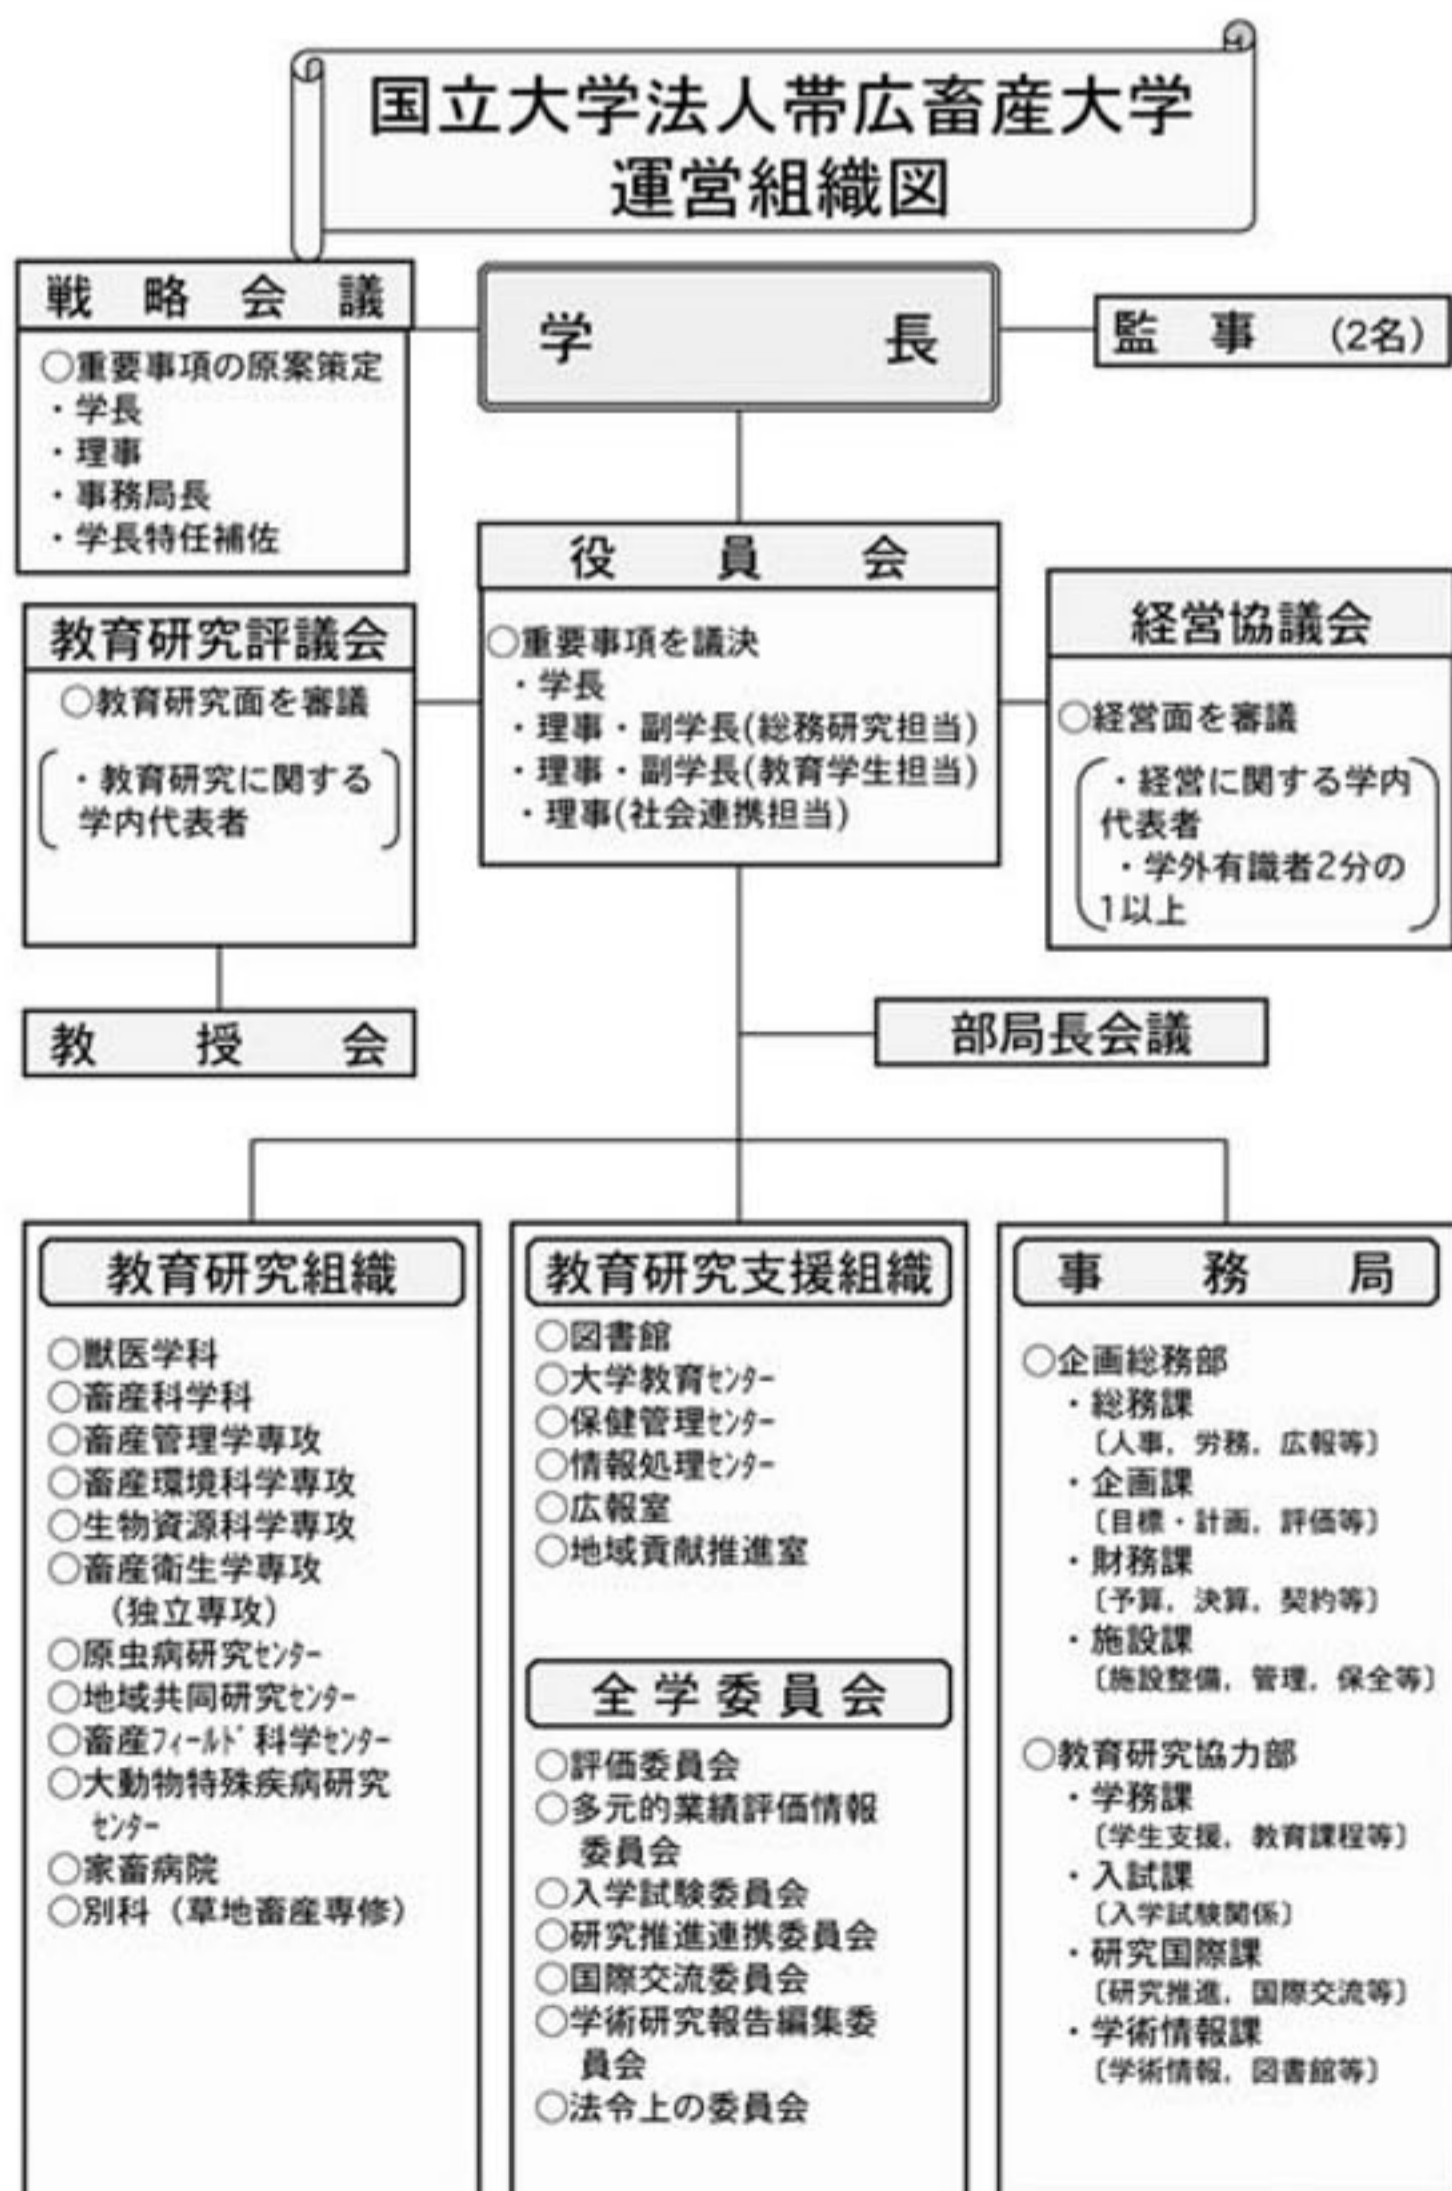 国立大学法人帯広畜産大学
運営組織図
戦略会議
○重要事項の原案策定
・学長
・理事
・事務局長
・学長特任補佐
学長
監事 (2名)
役員会
○重要事項を議決
・学長
・理事・副学長(総務研究担当)
・理事・副学長(教育学生担当)
・理事(社会連携担当)
教育研究評議会
○教育研究面を審議
・教育研究に関する
学内代表者
経営協議会
○経営面を審議
・経営に関する学内
代表者
・学外有識者2分の
1以上
教授会
部局長会議
教育研究組織
○獣医学科
○畜産科学科
○畜産管理学専攻
○畜産環境科学専攻
○生物資源科学専攻
○畜産衛生学専攻
(独立専攻)
○原虫病研究ｾﾝﾀｰ
○地域共同研究ｾﾝﾀｰ
○畜産ﾌｨｰﾙﾄﾞ科学ｾﾝﾀｰ
○大動物特殊疾病研究
ｾﾝﾀｰ
○家畜病院
○別科（草地畜産専修）
教育研究支援組織
○図書館
○大学教育ｾﾝﾀｰ
○保健管理ｾﾝﾀｰ
○情報処理ｾﾝﾀｰ
○広報室
○地域貢献推進室
全学委員会
○評価委員会
○多元的業績評価情報
委員会
○入学試験委員会
○研究推進連携委員会
○国際交流委員会
○学術研究報告編集委
員会
○法令上の委員会
事務局
○企画総務部
・総務課
〔人事，労務，広報等〕
・企画課
〔目標・計画，評価等〕
・財務課
〔予算，決算，契約等〕
・施設課
〔施設整備，管理，保全等〕
○教育研究協力部
・学務課
〔学生支援，教育課程等〕
・入試課
〔入学試験関係〕
・研究国際課
〔研究推進，国際交流等〕
・学術情報課
〔学術情報，図書館等〕